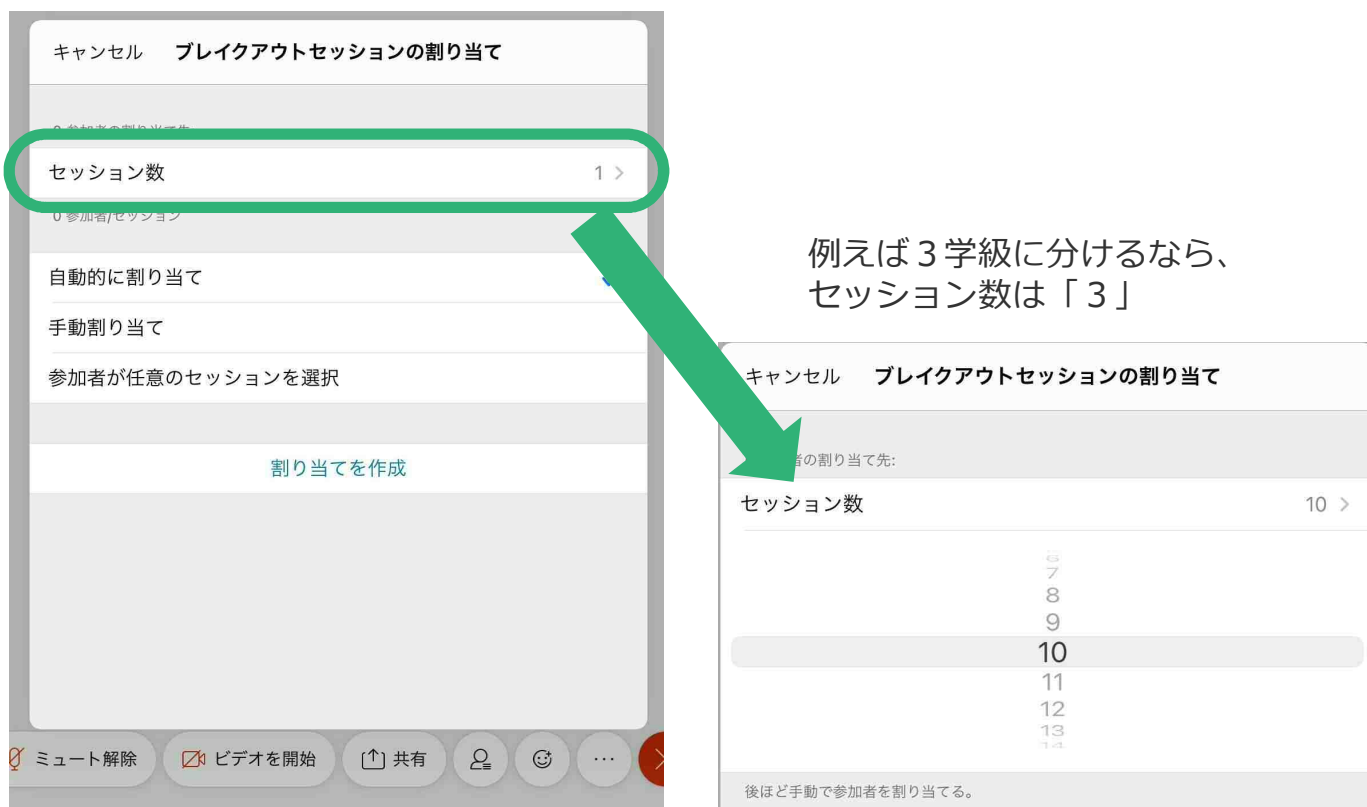 キャンセル ブレイクアウトセッションの割り当て
セッション数 1
0 参加者/セッション
自動的に割り当て
手動割り当て
参加者が任意のセッションを選択
割り当てを作成
ミュート解除 ビデオを開始 共有
例えば３学級に分けるなら、
セッション数は「３」
キャンセル ブレイクアウトセッションの割り当て
者の割り当て先:
セッション数 10
6
7
8
9
10
11
12
13
14
後ほど手動で参加者を割り当てる。